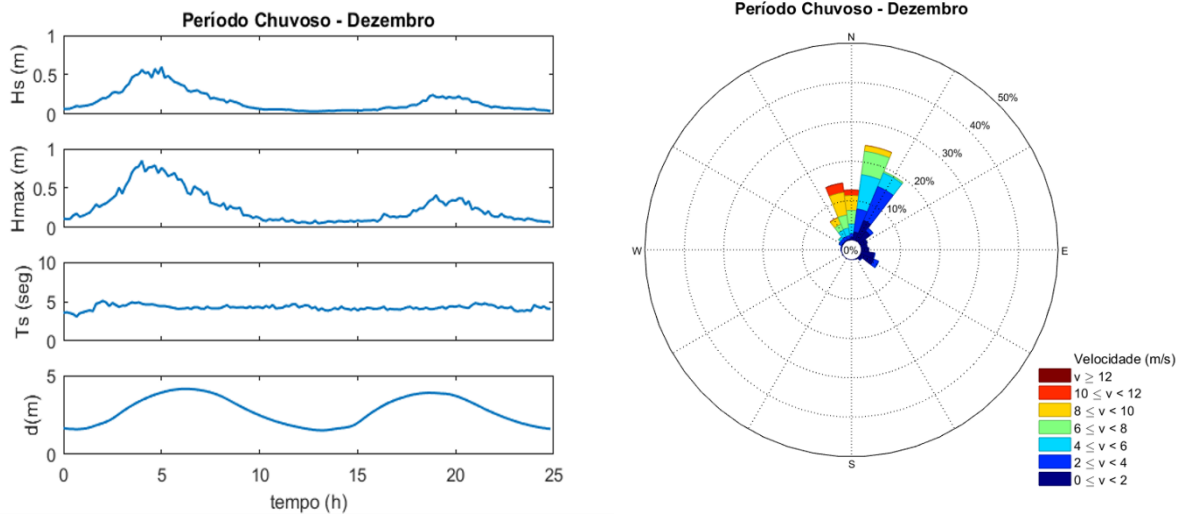 Período Chuvoso - Dezembro
1
0.5
0
Hs (m)
1
0.5
0
Hmax (m)
10
5
0
Ts (seg)
5
0
d(m)
0 5 10 15 20 25
tempo (h)
Período Chuvoso - Dezembro
N
50%
40%
30%
20%
10%
0%
W
E
S
Velocidade (m/s)
v ≥ 12
10 ≤ v < 12
8 ≤ v < 10
6 ≤ v < 8
4 ≤ v < 6
2 ≤ v < 4
0 ≤ v < 2